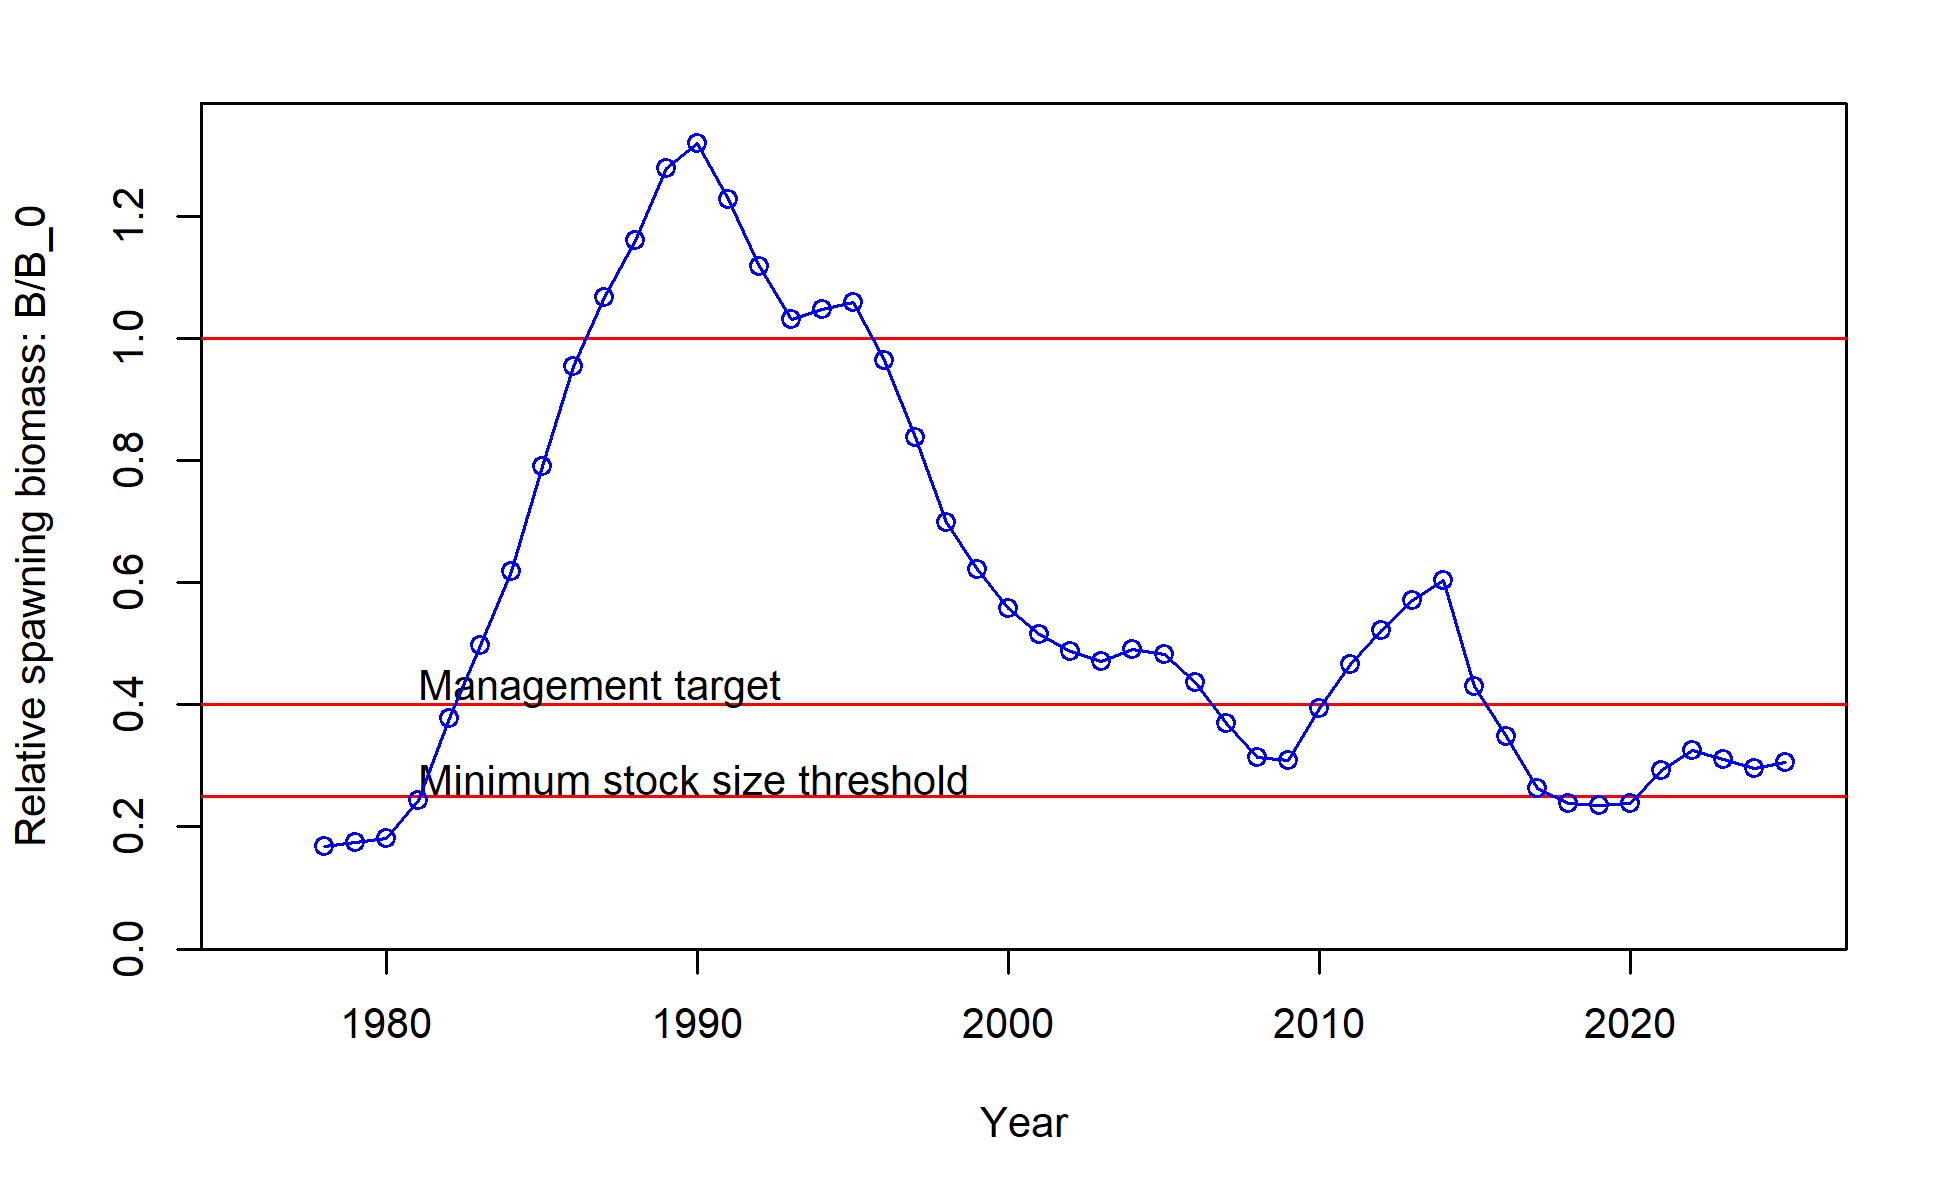 Relative spawning biomass: B/B_0
1.2
1.0
0.8
0.6
0.4
0.2
0.0
Management target
Minimum stock size threshold
1980 1990 2000 2010 2020
Year